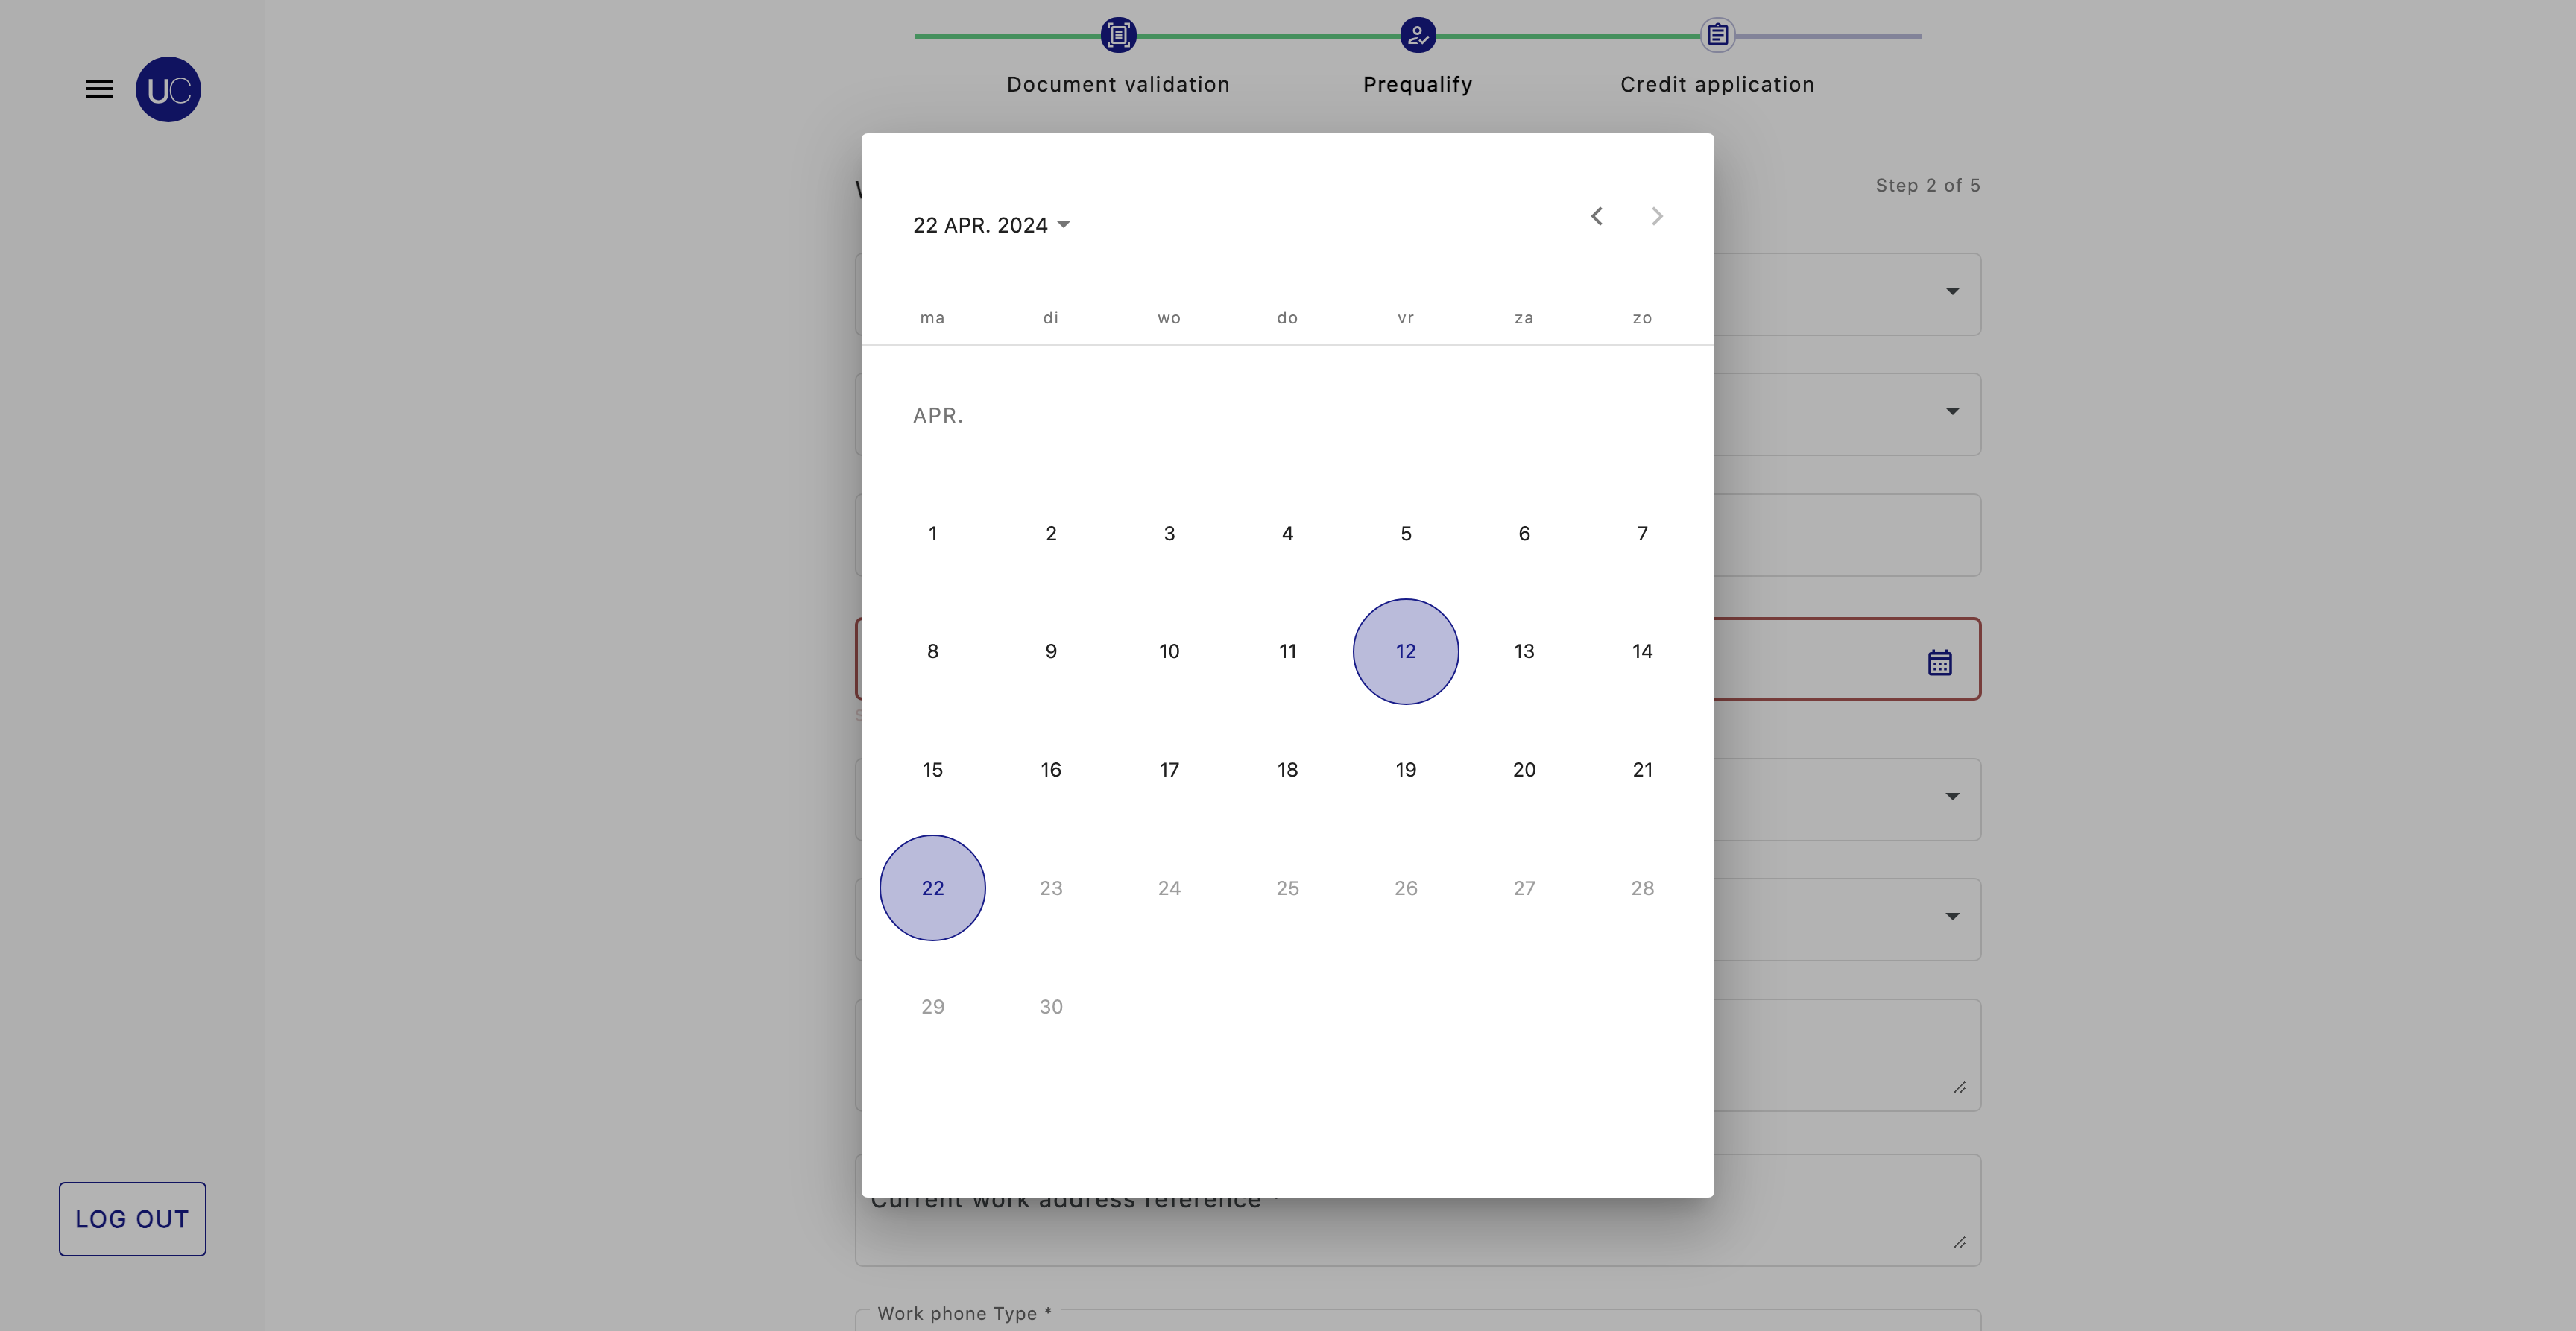 Document validation
Prequalify
Credit application
UC
Step 2 of 5
22 APR. 2024
ma di wo do vr za zo
APR.
1 2 3 4 5 6 7
8 9 10 11 12 13 14
15 16 17 18 19 20 21
22 23 24 25 26 27 28
29 30
Current work address reference *
LOG OUT
Work phone Type *